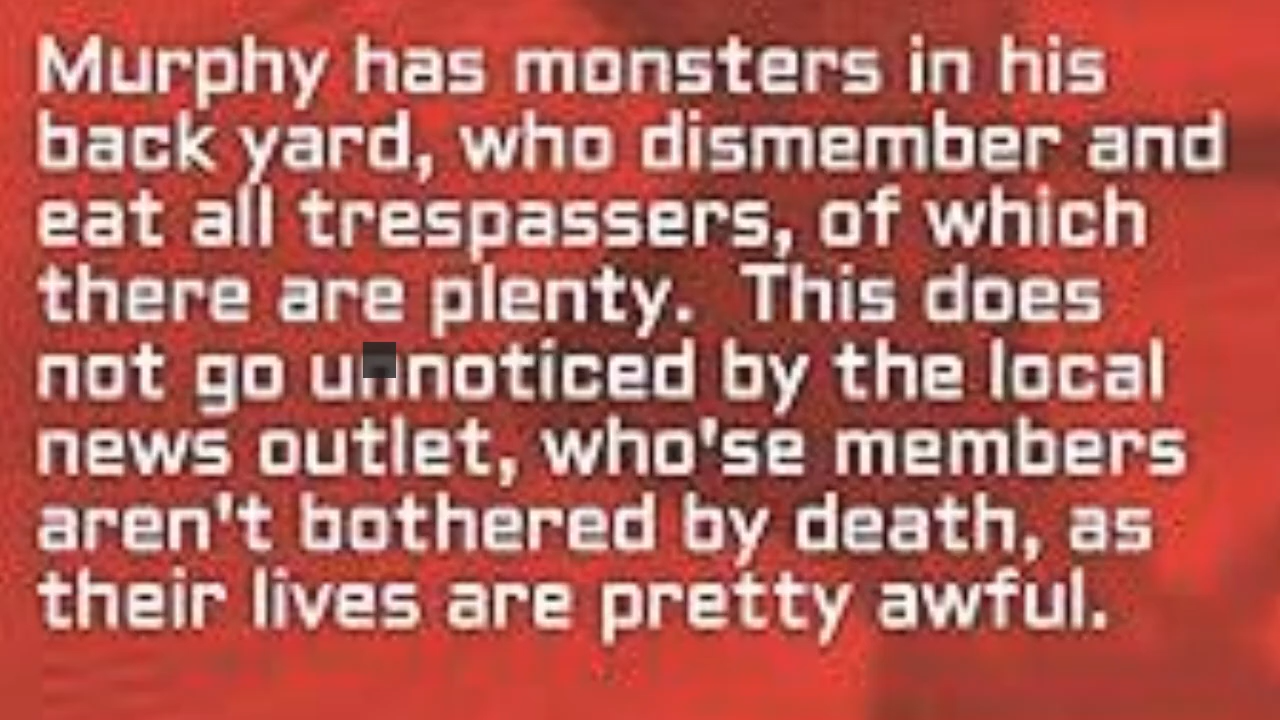 Murphy has monsters in his
back yard, who dismember and
eat all trespassers, of which
there are plenty.  This does
not go unnoticed by the local
news outlet, who'se members
aren't bothered by death, as
their lives are pretty awful.